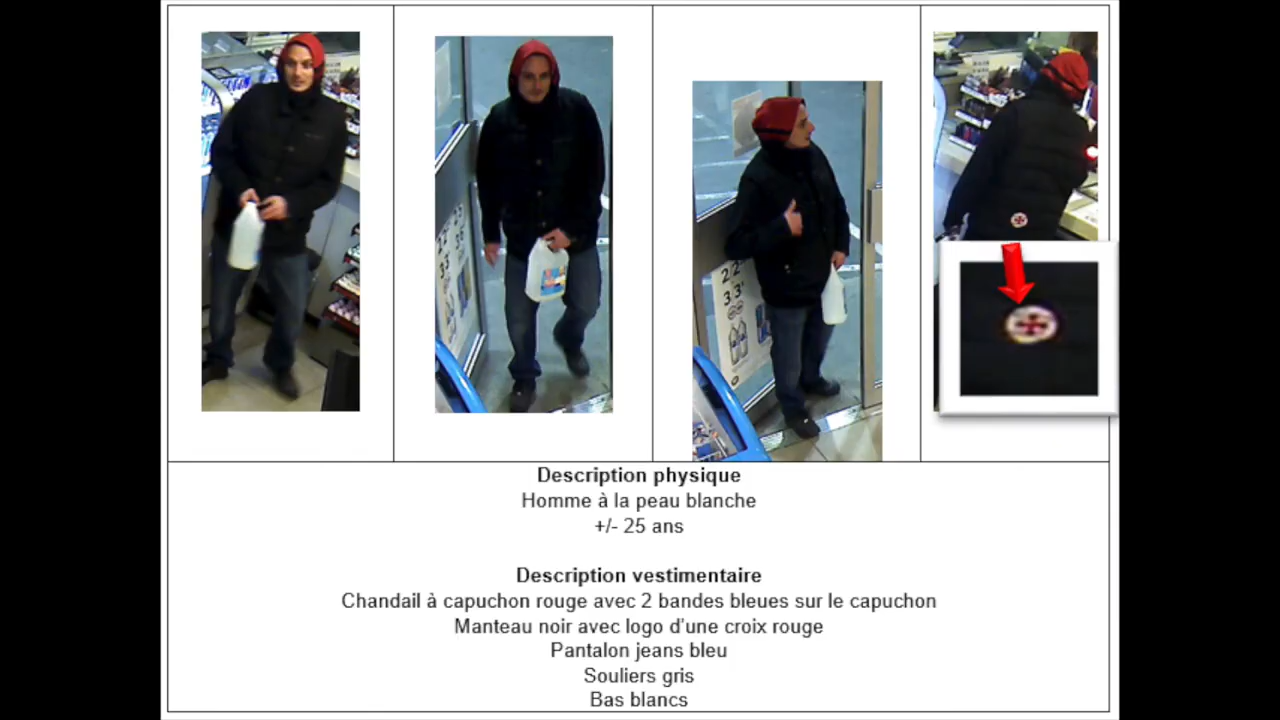 Description physique
Homme à la peau blanche
+/- 25 ans
Description vestimentaire
Chandail à capuchon rouge avec 2 bandes bleues sur le capuchon
Manteau noir avec logo d'une croix rouge
Pantalon jeans bleu
Souliers gris
Bas blancs